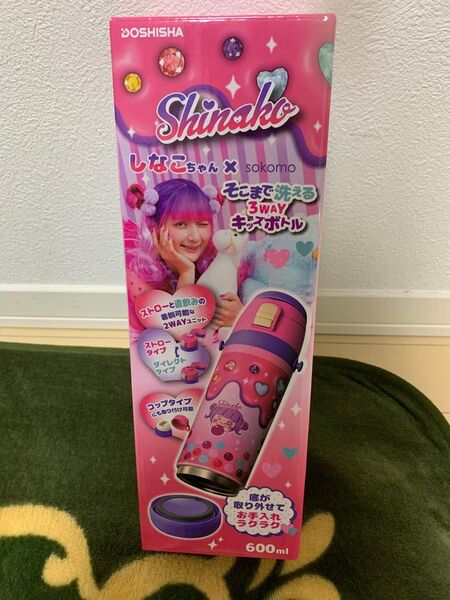 DOSHISHA
Shinako
しなこちゃん × sokomo
そこまで洗える
3WAY
キッズボトル
ストローと直飲みの
着脱可能な
2WAYユニット
ストロー
タイプ
ダイレクト
タイプ
コップタイプ
にも取り付け可能
Shinako
底が
取り外せて
お手入れ
ラクラク
600ml